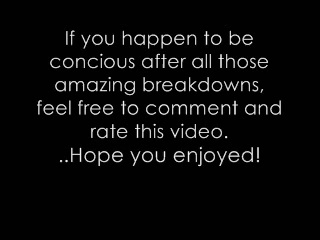 If you happen to be
concious after all those
amazing breakdowns,
feel free to comment and
rate this video.
..Hope you enjoyed!